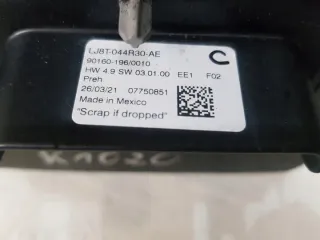 LJ8T-044R30-AE
C
90160-196/0010
HW 4.9 SW 03.01.00 EE1 F02
Preh
26/03/21 07750851
Made in Mexico
"Scrap if dropped"